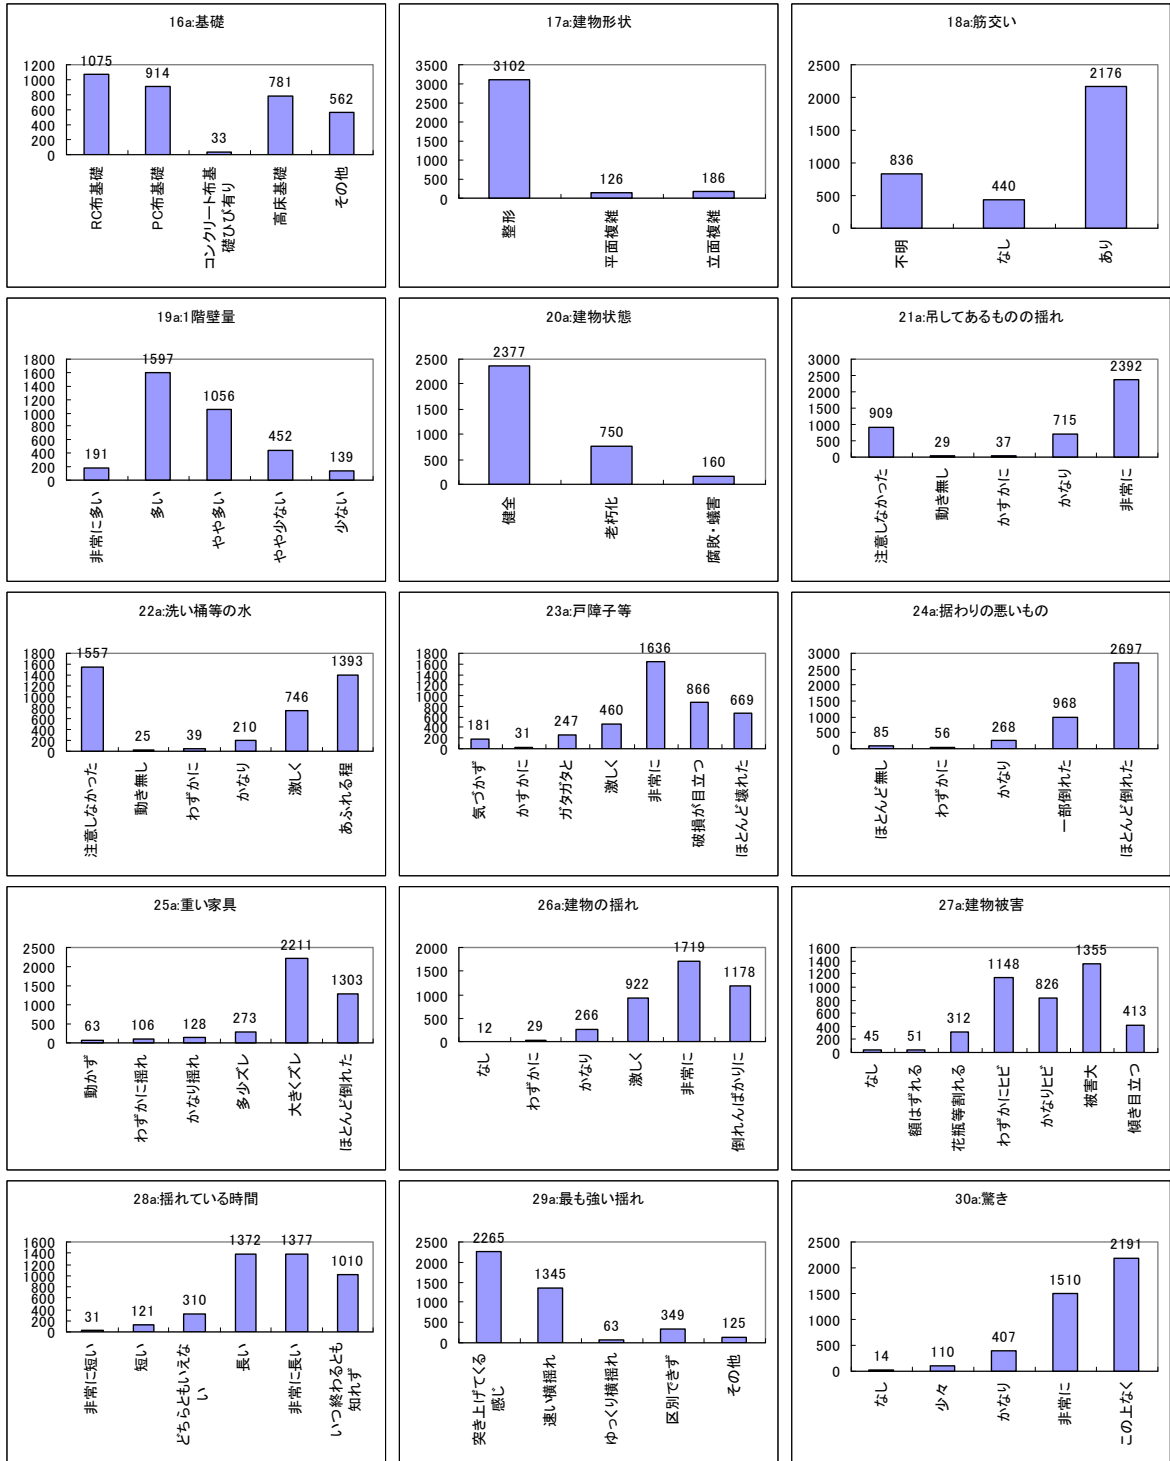 16a:基礎
1200
1000
800
600
400
200
0
1075
914
33
781
562
RC布基礎
PC布基礎
コンクリート布基
礎ひび有り
高床基礎
その他
17a:建物形状
3500
3000
2500
2000
1500
1000
500
0
3102
126
186
整形
平面複雑
立面複雑
18a:筋交い
2500
2000
1500
1000
500
0
836
440
2176
不明
なし
あり
19a:1階壁量
1800
1600
1400
1200
1000
800
600
400
200
0
191
1597
1056
452
139
非常に多い
多い
やや多い
やや少ない
少ない
20a:建物状態
2500
2000
1500
1000
500
0
2377
750
160
健全
老朽化
腐敗・蟻害
21a:吊してあるものの揺れ
3000
2500
2000
1500
1000
500
0
909
29
37
715
2392
注意しなかった
動き無し
かすかに
かなり
非常に
22a:洗い桶等の水
1800
1600
1400
1200
1000
800
600
400
200
0
1557
25
39
210
746
1393
注意しなかった
動き無し
わずかに
かなり
激しく
あふれる程
23a:戸障子等
1800
1600
1400
1200
1000
800
600
400
200
0
181
31
247
460
1636
866
669
気づかず
かすかに
ガタガタと
激しく
非常に
破損が目立つ
ほとんど壊れた
24a:据わりの悪いもの
3000
2500
2000
1500
1000
500
0
85
56
268
968
2697
ほとんど無し
わずかに
かなり
一部倒れた
ほとんど倒れた
25a:重い家具
2500
2000
1500
1000
500
0
63
106
128
273
2211
1303
動かず
わずかに揺れ
かなり揺れ
多少ズレ
大きくズレ
ほとんど倒れた
26a:建物の揺れ
2000
1500
1000
500
0
12
29
266
922
1719
1178
なし
わずかに
かなり
激しく
非常に
倒れんばかりに
27a:建物被害
1600
1400
1200
1000
800
600
400
200
0
45
51
312
1148
826
1355
413
なし
額はずれる
花瓶等割れる
わずかにヒビ
かなりヒビ
被害大
傾き目立つ
28a:揺れている時間
1600
1400
1200
1000
800
600
400
200
0
31
121
310
1372
1377
1010
非常に短い
短い
どちらともいえな
い
長い
非常に長い
いつ終わるとも
知れず
29a:最も強い揺れ
2500
2000
1500
1000
500
0
2265
1345
63
349
125
突き上げてくる
感じ
速い横揺れ
ゆっくり横揺れ
区別できず
その他
30a:驚き
2500
2000
1500
1000
500
0
14
110
407
1510
2191
なし
少々
かなり
非常に
この上なく